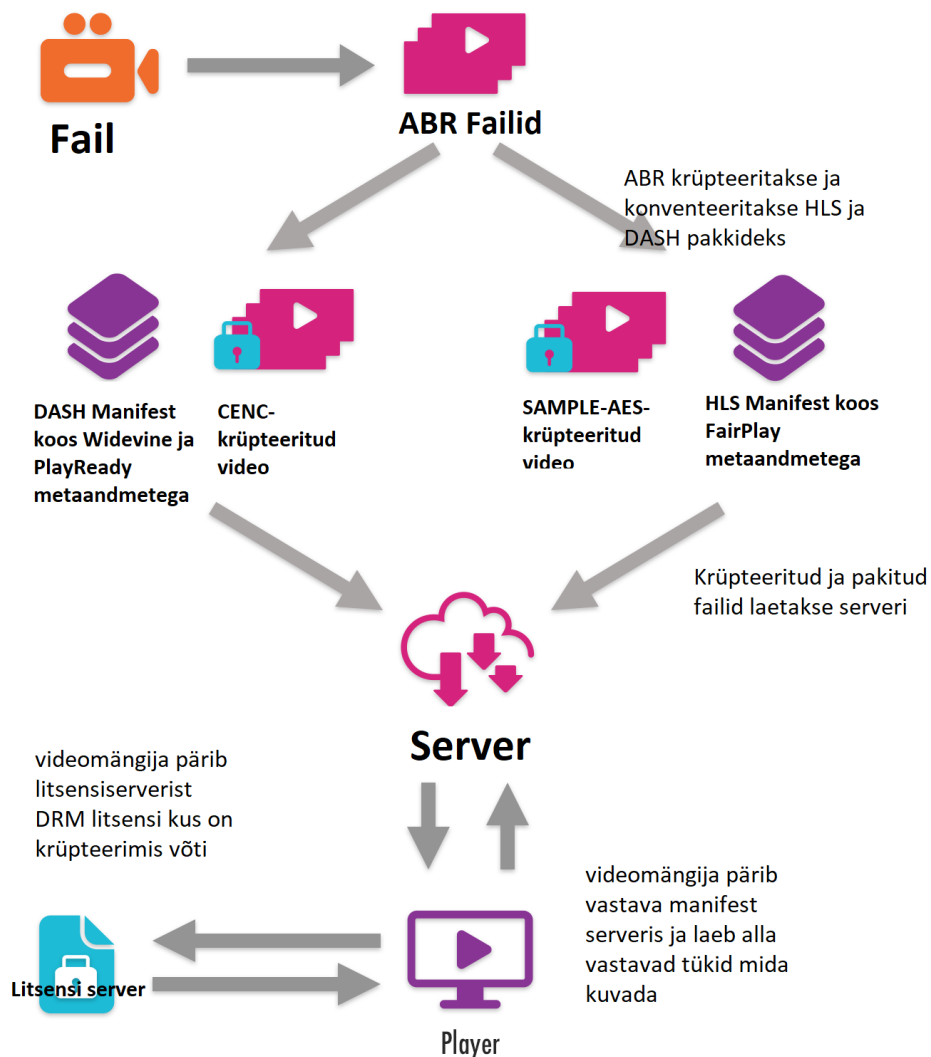 Fail
ABR Failid
ABR krüpteeritakse ja
konventeeritakse HLS ja
DASH pakkideks
DASH Manifest
koos Widevine ja
PlayReady
metaandmetega
CENC-
krüpteeritud
video
SAMPLE-AES-
krüpteeritud
video
HLS Manifest koos
FairPlay
metaandmetega
Krüpteeritud ja pakitud
failid laetakse serveri
Server
videomängija pärib
litsensiserverist
DRM litsensi kus on
krüpteerimis võti
videomängija pärib
vastava manifest
serveris ja laeb alla
vastavad tükid mida
kuvada
Litsensi server
Player